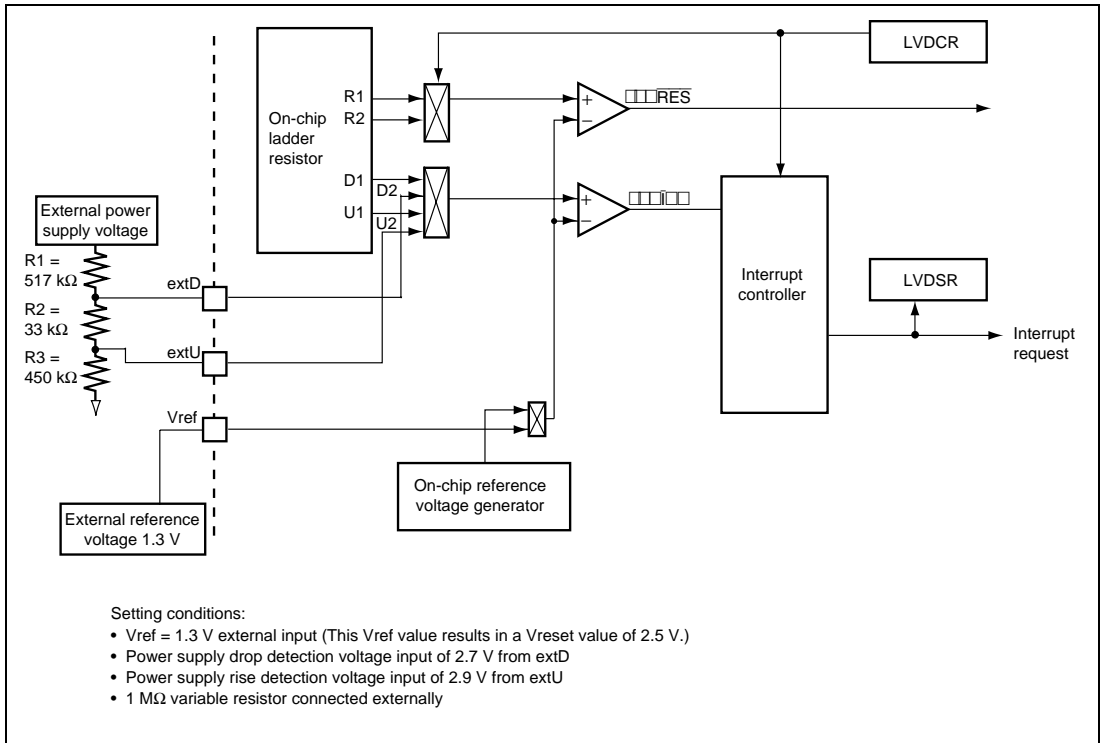 LVDCR
On-chip
ladder
resistor
R1
R2
D1
D2
U1
U2
+
−
RES
+
−
External power
supply voltage
R1 =
517 kΩ
R2 =
33 kΩ
R3 =
450 kΩ
extD
extU
Vref
Interrupt
controller
LVDSR
Interrupt
request
On-chip reference
voltage generator
External reference
voltage 1.3 V
Setting conditions:
• Vref = 1.3 V external input (This Vref value results in a Vreset value of 2.5 V.)
• Power supply drop detection voltage input of 2.7 V from extD
• Power supply rise detection voltage input of 2.9 V from extU
• 1 MΩ variable resistor connected externally